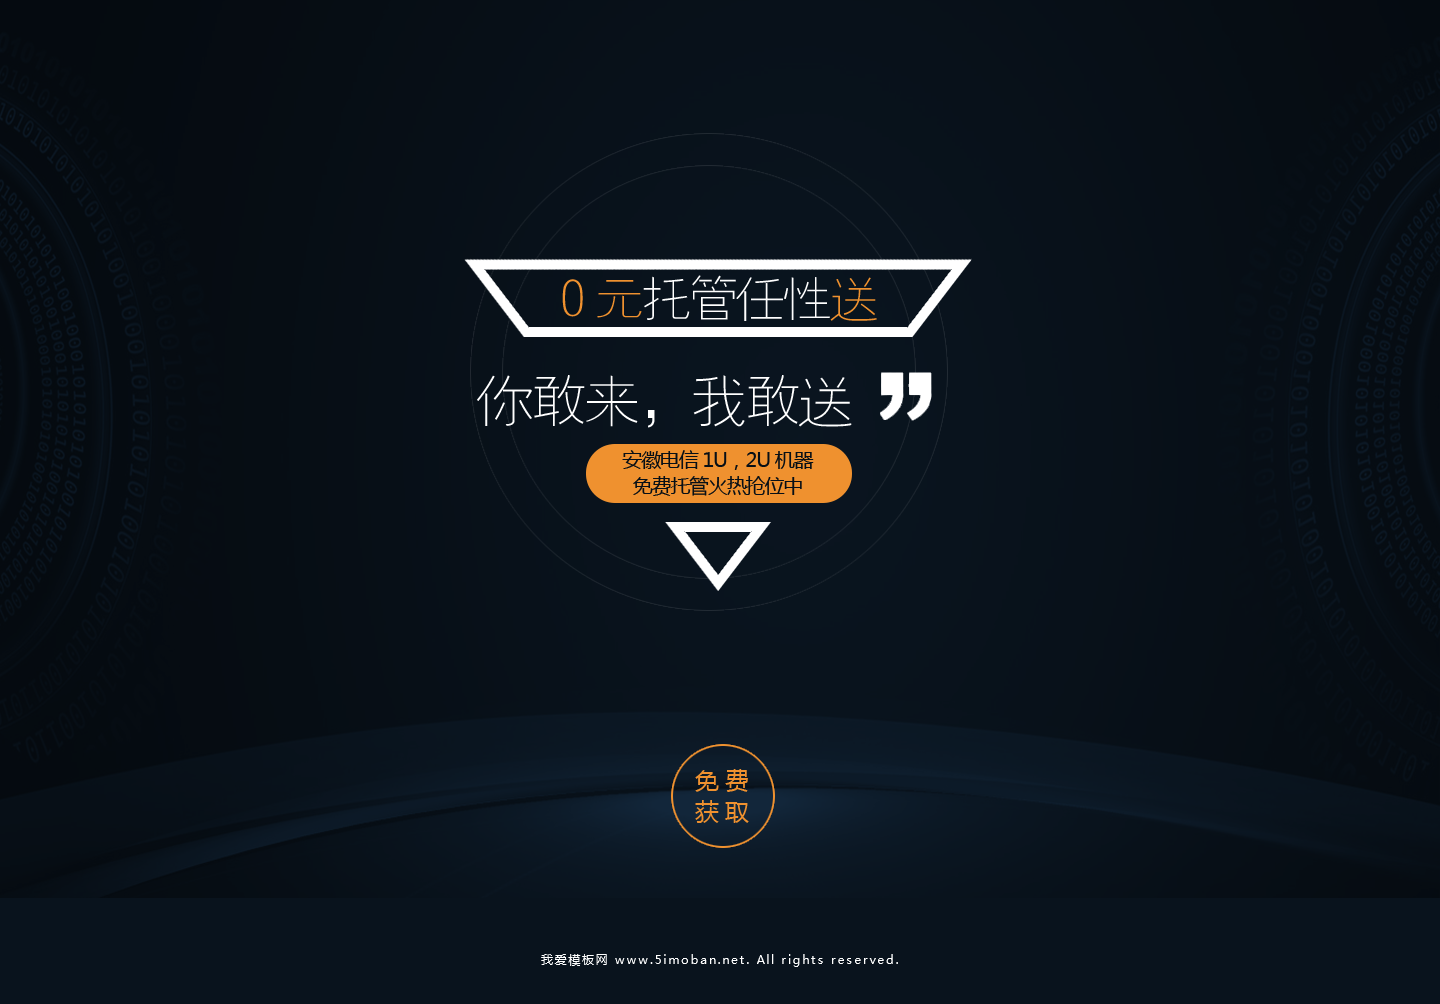 0 元托管任性送
你敢来，我敢送 ”
安徽电信 1U，2U 机器
免费托管火热抢位中
免费
获取
我爱模板网 www.5imoban.net. All rights reserved.